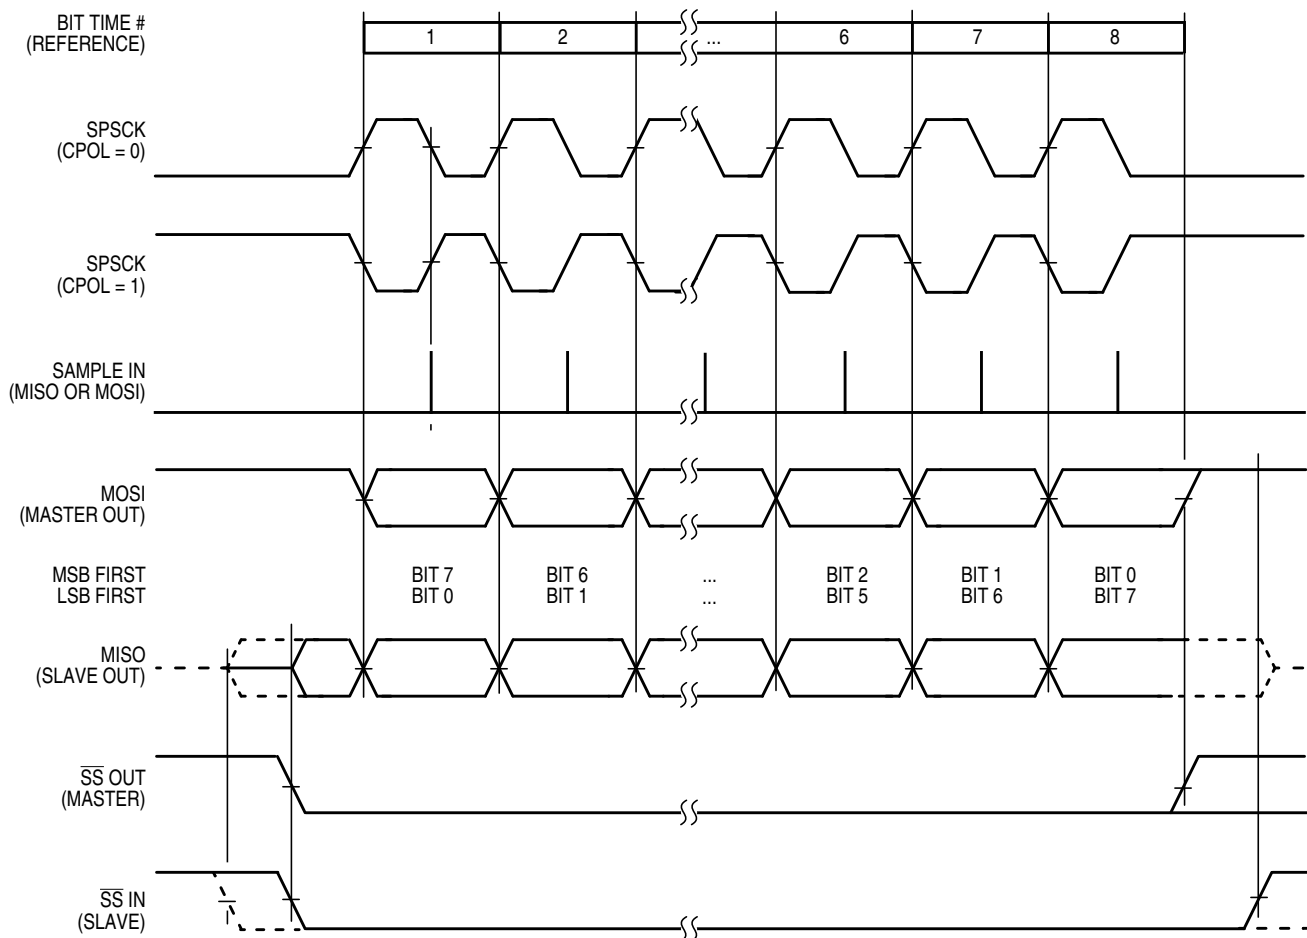 BIT TIME #
(REFERENCE)
1 2 ... 6 7 8
SPSCK
(CPOL = 0)
SPSCK
(CPOL = 1)
SAMPLE IN
(MISO OR MOSI)
MOSI
(MASTER OUT)
MSB FIRST BIT 7 BIT 6 ... BIT 2 BIT 1 BIT 0
LSB FIRST BIT 0 BIT 1 ... BIT 5 BIT 6 BIT 7
MISO
(SLAVE OUT)
S̅S̅ OUT
(MASTER)
S̅S̅ IN
(SLAVE)